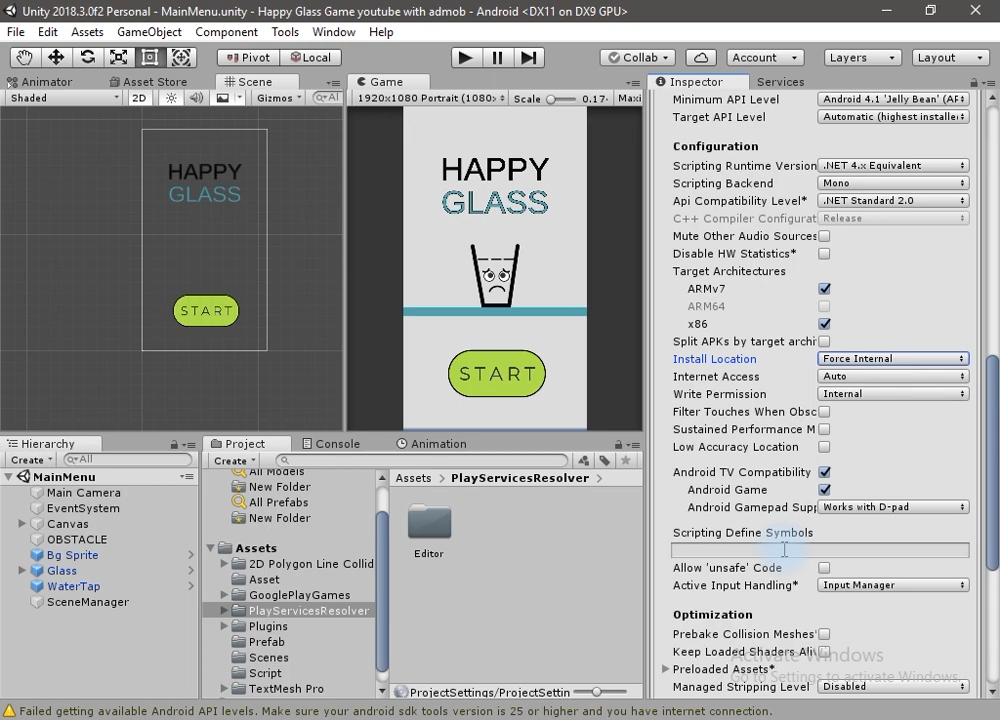 Unity 2018.3.0f2 Personal - MainMenu.unity - Happy Glass Game youtube with admob - Android <DX11 on DX9 GPU>
File Edit Assets GameObject Component Tools Window Help
Pivot Local Collab Account Layers Layout
Animator Asset Store Scene Game Inspector Services
Shaded 2D Gizmos All 1920x1080 Portrait (1080x Scale 0.17 Maxi
Minimum API Level Android 4.1 'Jelly Bean' (AP
Target API Level Automatic (highest installe
Configuration
Scripting Runtime Version .NET 4.x Equivalent
Scripting Backend Mono
Api Compatibility Level* .NET Standard 2.0
C++ Compiler Configurat Release
Mute Other Audio Sources
Disable HW Statistics*
Target Architectures
ARMv7
ARM64
x86
Split APKs by target archi
Install Location Force Internal
Internet Access Auto
Write Permission Internal
Filter Touches When Obsc
Sustained Performance M
Low Accuracy Location
Android TV Compatibility
Android Game
Android Gamepad Supp Works with D-pad
Scripting Define Symbols
Allow 'unsafe' Code
Active Input Handling* Input Manager
Optimization
Prebake Collision Meshes*
Keep Loaded Shaders Aliv
Preloaded Assets*
Managed Stripping Level Disabled
Activate Windows
Go to Settings to activate Windows.
HAPPY
GLASS
START
HAPPY
GLASS
START
Hierarchy
Create All
MainMenu
Main Camera
EventSystem
Canvas
OBSTACLE
Bg Sprite
Glass
WaterTap
SceneManager
Project Console Animation
Create
All Models
New Folder
All Prefabs
New Folder
Assets
2D Polygon Line Collid
Asset
GooglePlayGames
PlayServicesResolver
Plugins
Prefab
Scenes
Script
TextMesh Pro
Assets > PlayServicesResolver >
Editor
ProjectSettings/ProjectSettin
Failed getting available Android API levels. Make sure your android sdk tools version is 25 or higher and you have internet connection.